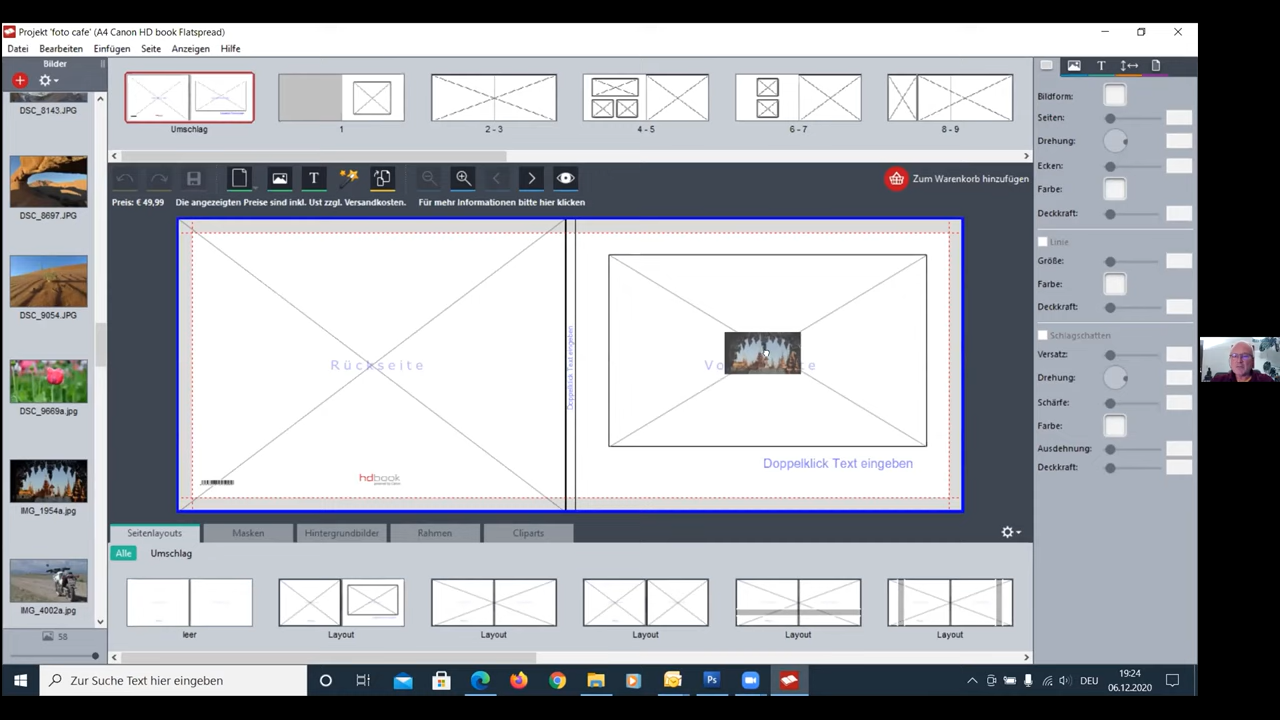 Projekt 'foto cafe' (A4 Canon HD book Flatspread)
Datei Bearbeiten Einfügen Seite Anzeigen Hilfe
Bilder
DSC_8143.JPG
DSC_8697.JPG
DSC_9054.JPG
DSC_9669a.jpg
IMG_1954a.jpg
IMG_4002a.jpg
58
Umschlag
1
2 - 3
4 - 5
6 - 7
8 - 9
T
Zum Warenkorb hinzufügen
Preis: € 49,99 Die angezeigten Preise sind inkl. Ust zzgl. Versandkosten. Für mehr Informationen bitte hier klicken
Rückseite
Doppelklick Text eingeben
hdbook
Doppelklick Text eingeben
Seitenlayouts Masken Hintergrundbilder Rahmen Cliparts
Alle Umschlag
leer
Layout
Layout
Layout
Layout
Layout
T
Bildform:
Seiten:
Drehung:
Ecken:
Farbe:
Deckkraft:
Linie
Größe:
Farbe:
Deckkraft:
Schlagschatten
Versatz:
Drehung:
Schärfe:
Farbe:
Ausdehnung:
Deckkraft:
Zur Suche Text hier eingeben
Ps
DEU
19:24
06.12.2020